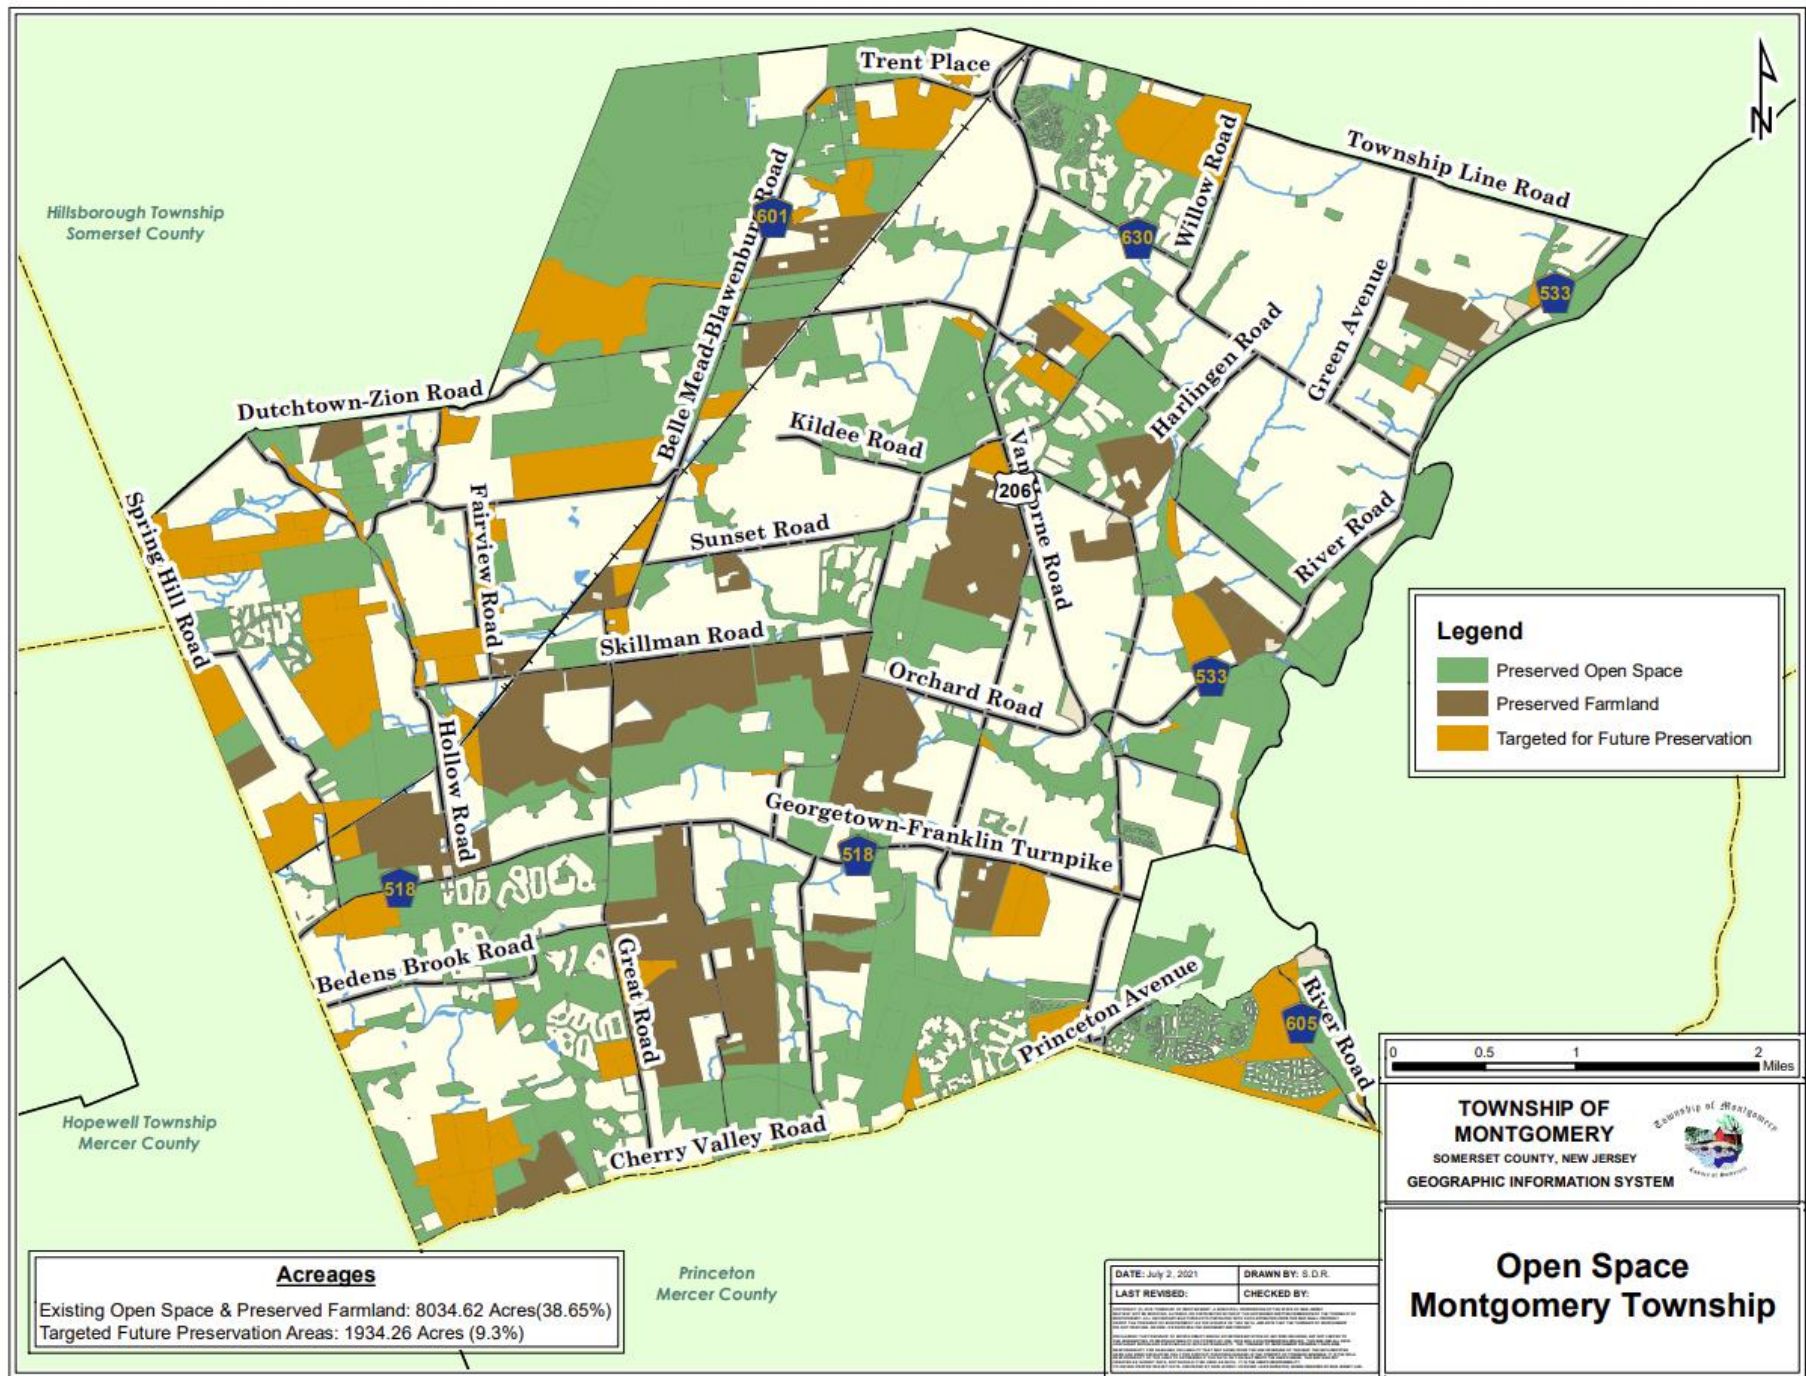 Trent Place
N
Township Line Road
Willow Road
Hillsborough Township
Somerset County
601
630
533
Green Avenue
Belle Mead-Blawenburg Road
Harlingen Road
Dutchtown-Zion Road
Kildee Road
Van Horne Road
206
Spring Hill Road
Fairview Road
Sunset Road
River Road
Skillman Road
Orchard Road
533
Legend
Preserved Open Space
Preserved Farmland
Targeted for Future Preservation
Hollow Road
Georgetown-Franklin Turnpike
518
518
Bedens Brook Road
Great Road
Princeton Avenue
605
River Road
Cherry Valley Road
Hopewell Township
Mercer County
Princeton
Mercer County
0 0.5 1 2
Miles
TOWNSHIP OF
MONTGOMERY
SOMERSET COUNTY, NEW JERSEY
GEOGRAPHIC INFORMATION SYSTEM
Township of Montgomery
Acreages
Existing Open Space & Preserved Farmland: 8034.62 Acres(38.65%)
Targeted Future Preservation Areas: 1934.26 Acres (9.3%)
DATE: July 2, 2021 DRAWN BY: S.D.R.
LAST REVISED: CHECKED BY:
Open Space
Montgomery Township